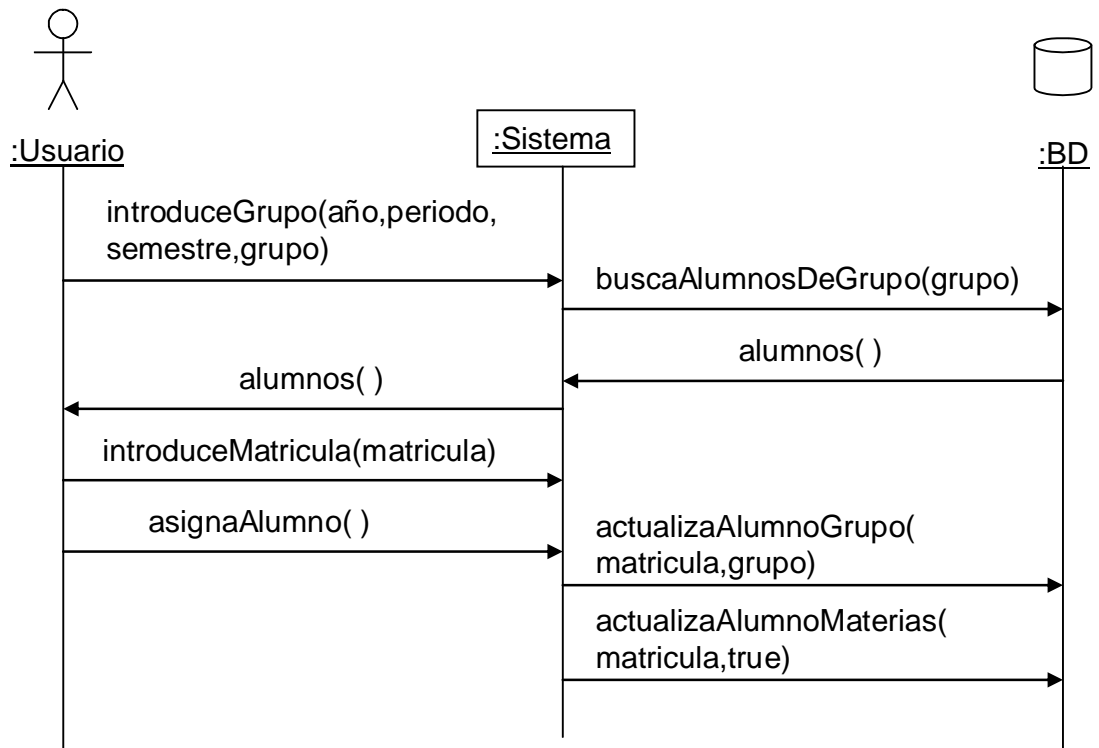 :Usuario
:Sistema
:BD
introduceGrupo(año,periodo,
semestre,grupo)
buscaAlumnosDeGrupo(grupo)
alumnos( )
alumnos( )
introduceMatricula(matricula)
asignaAlumno( )
actualizaAlumnoGrupo(
matricula,grupo)
actualizaAlumnoMaterias(
matricula,true)